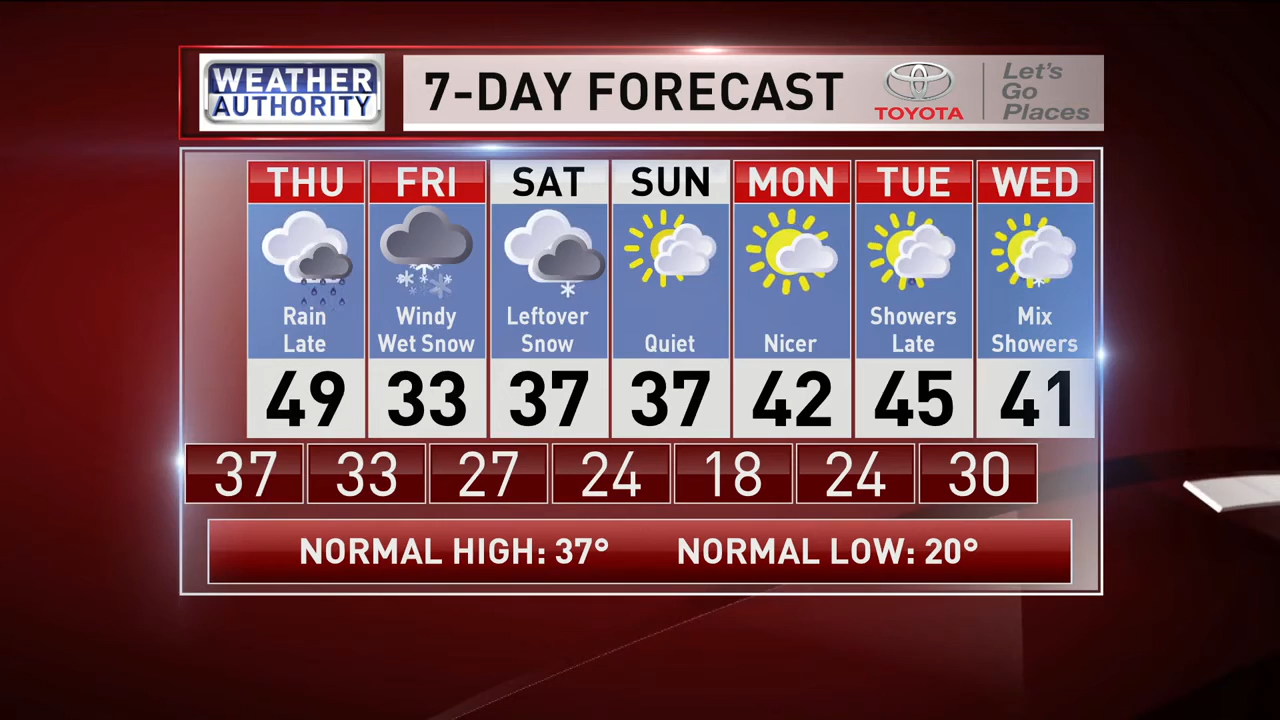 WEATHER
AUTHORITY
7-DAY FORECAST
TOYOTA
Let's
Go
Places
THU FRI SAT SUN MON TUE WED
Rain Late
Windy Wet Snow
Leftover Snow
Quiet
Nicer
Showers Late
Mix Showers
49 33 37 37 42 45 41
37 33 27 24 18 24 30
NORMAL HIGH: 37° NORMAL LOW: 20°